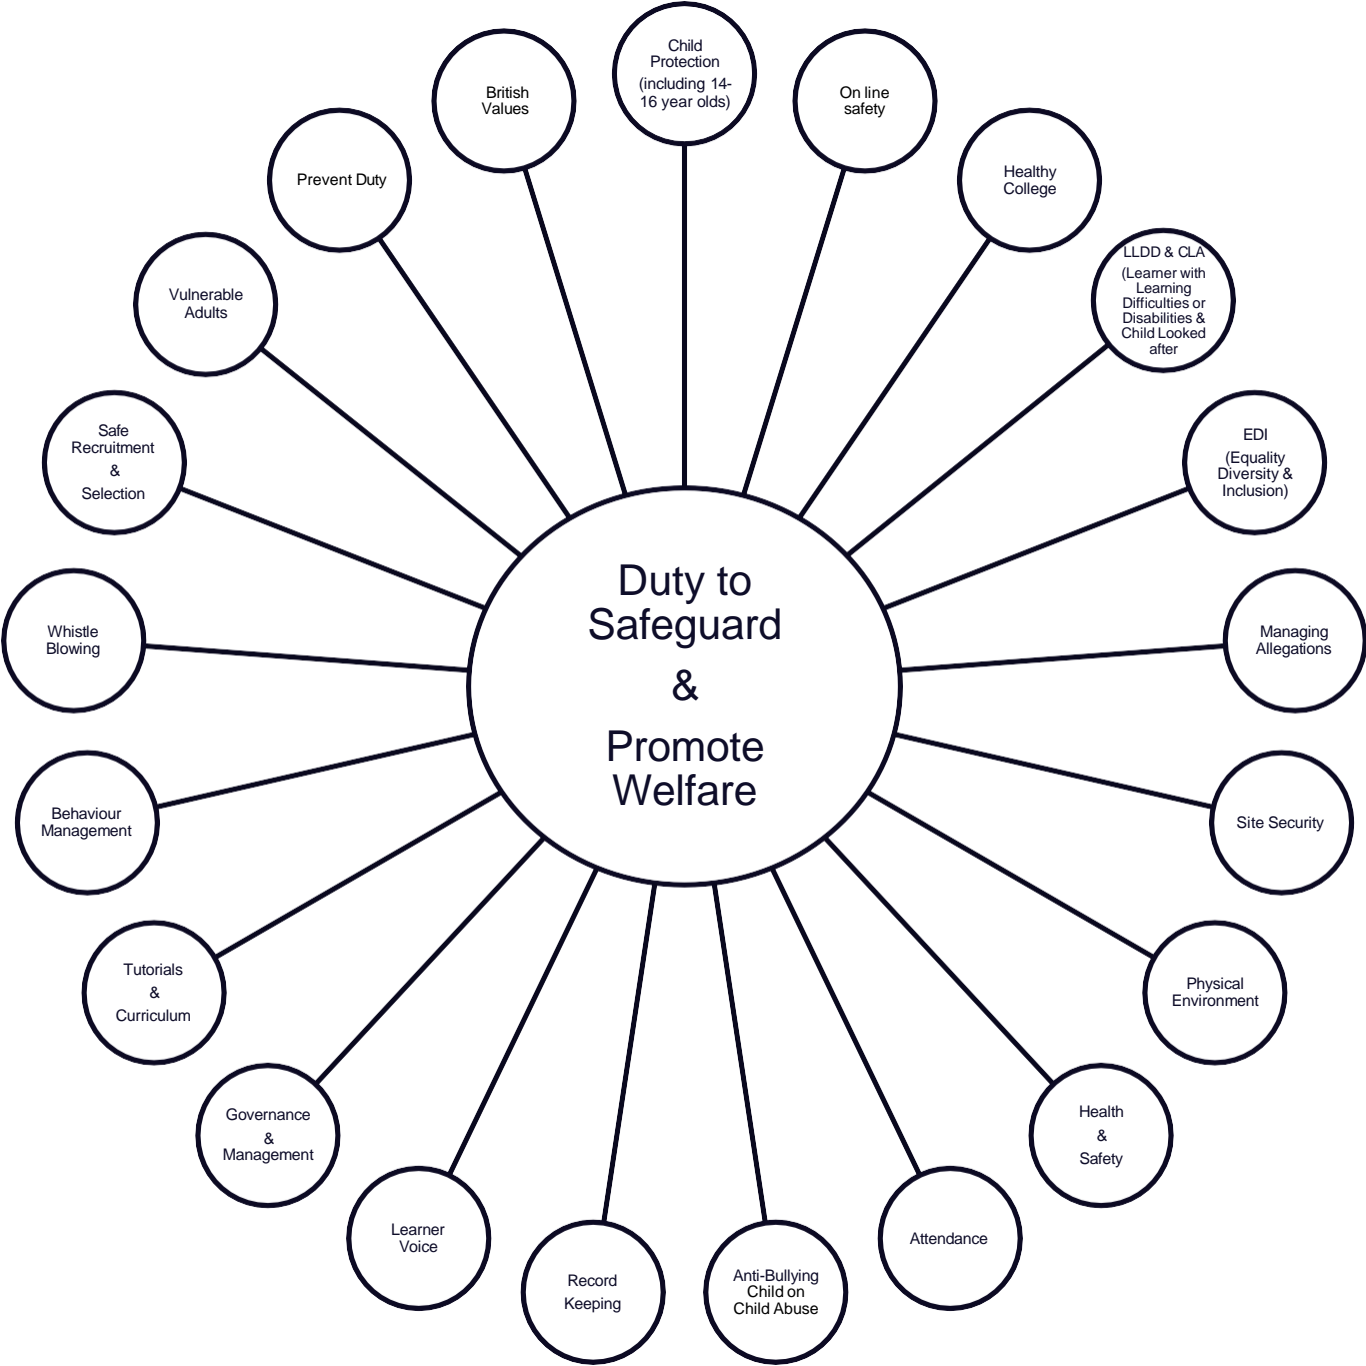 Child
Protection
(including 14-
16 year olds)
On line
safety
Healthy
College
LLDD & CLA
(Learner with
Learning
Difficulties or
Disabilities &
Child Looked
after
EDI
(Equality
Diversity &
Inclusion)
Managing
Allegations
Site Security
Physical
Environment
Health
&
Safety
Attendance
Anti-Bullying
Child on
Child Abuse
Record
Keeping
Learner
Voice
Governance
&
Management
Tutorials
&
Curriculum
Behaviour
Management
Whistle
Blowing
Safe
Recruitment
&
Selection
Vulnerable
Adults
Prevent Duty
British
Values
Duty to
Safeguard
&
Promote
Welfare